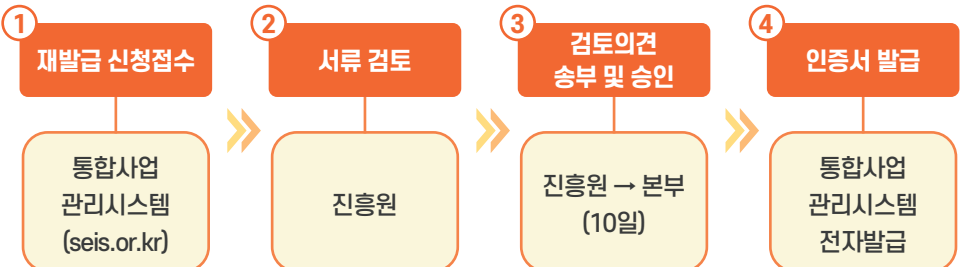 1
재발급 신청접수
통합사업
관리시스템
(seis.or.kr)
2
서류 검토
진흥원
3
검토의견
송부 및 승인
진흥원 → 본부
(10일)
4
인증서 발급
통합사업
관리시스템
전자발급